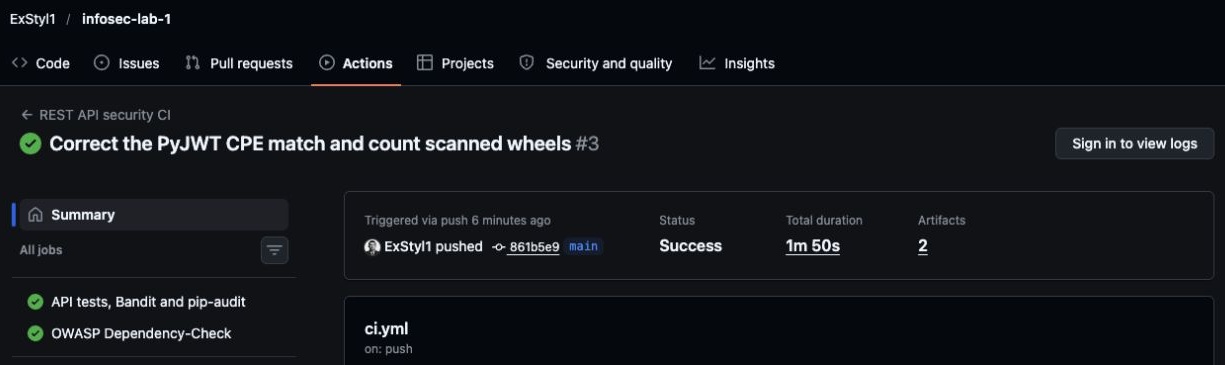 ExStyl1 / infosec-lab-1
Code Issues Pull requests Actions Projects Security and quality Insights
← REST API security CI
Correct the PyJWT CPE match and count scanned wheels #3
Sign in to view logs
Summary
All jobs
API tests, Bandit and pip-audit
OWASP Dependency-Check
Triggered via push 6 minutes ago
ExStyl1 pushed 861b5e9 main
Status
Success
Total duration
1m 50s
Artifacts
2
ci.yml
on: push